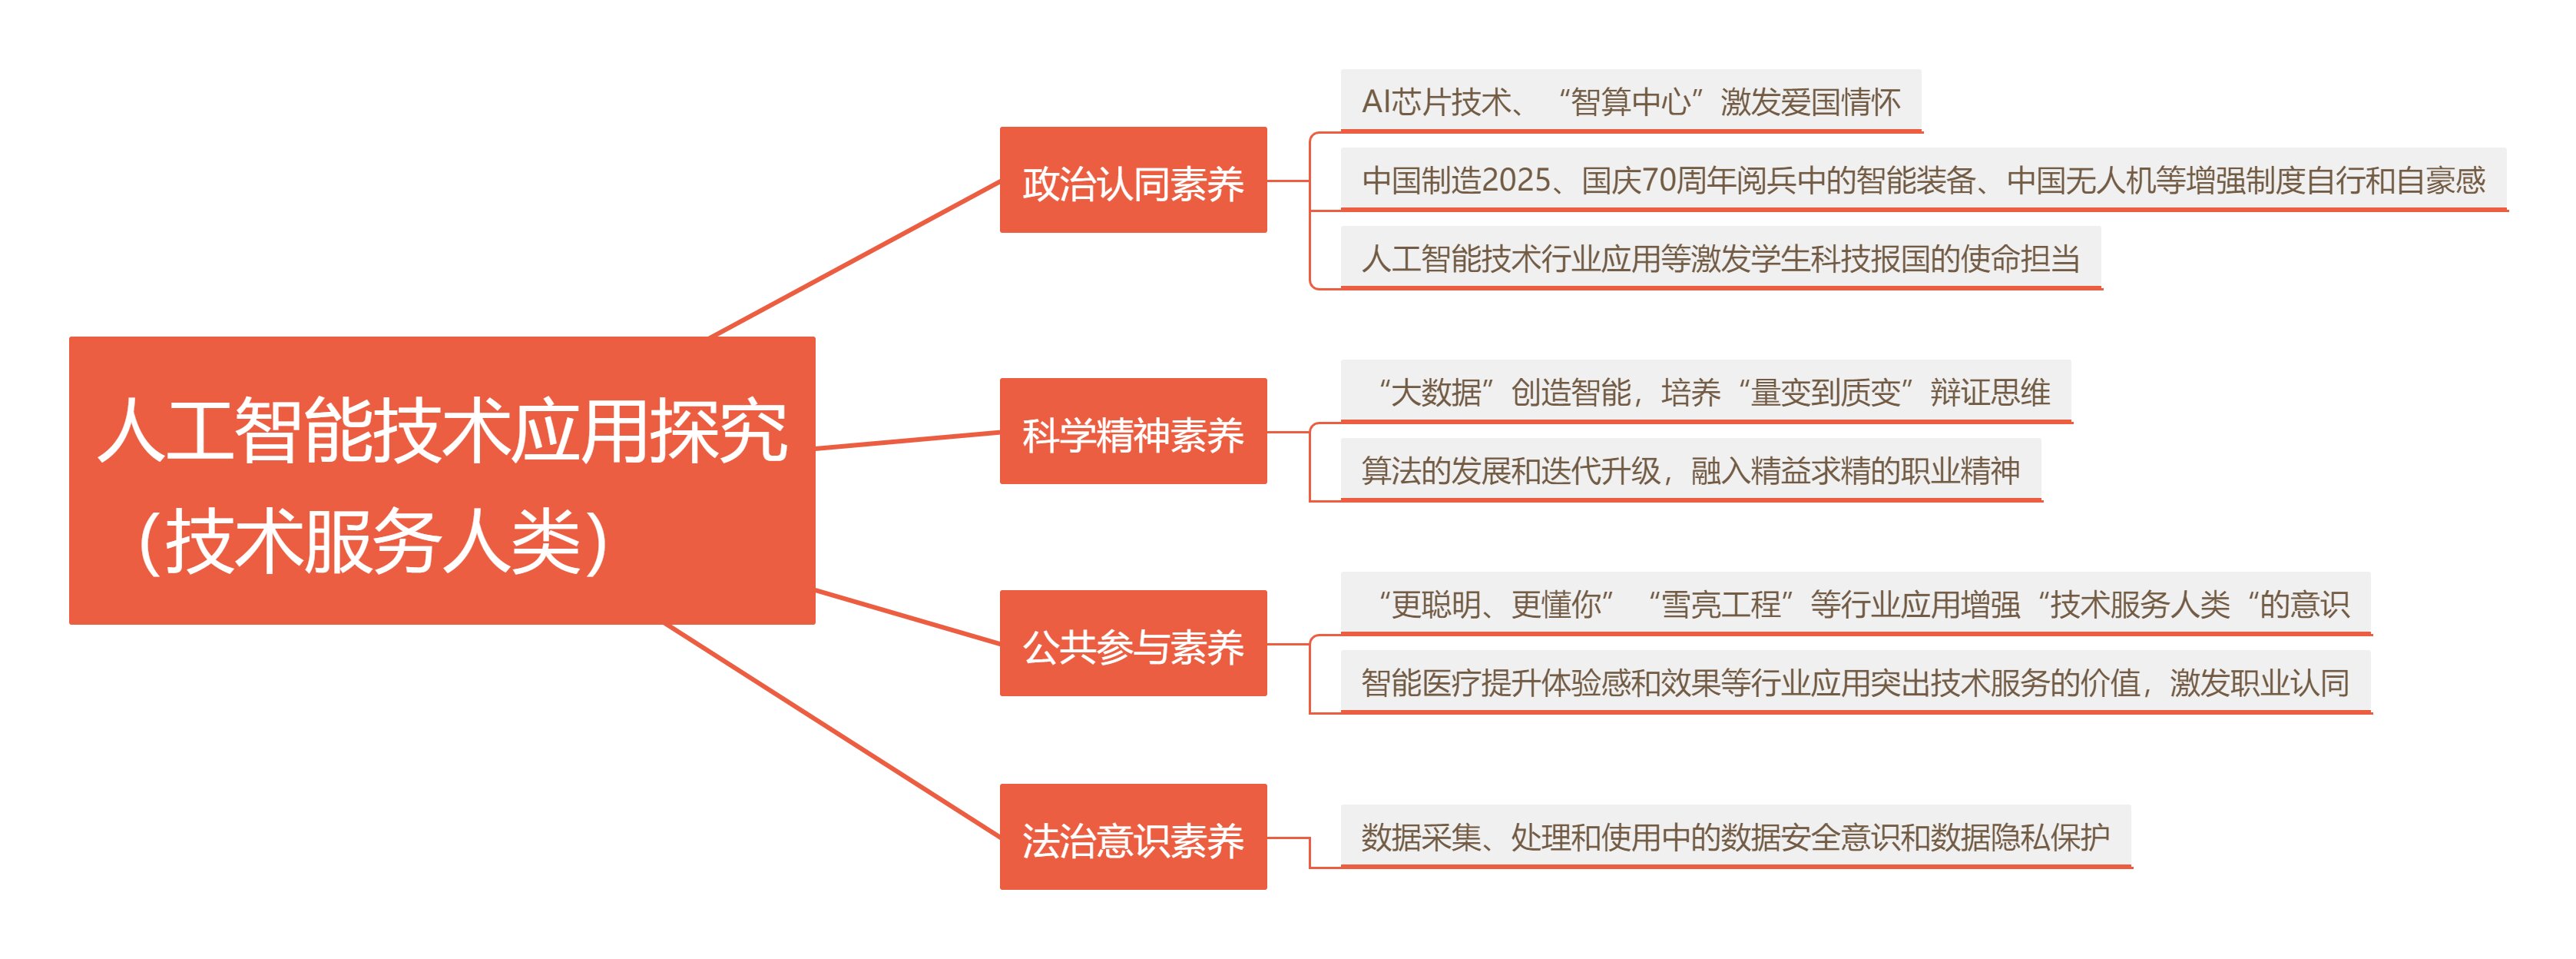 人工智能技术应用探究
（技术服务人类）
政治认同素养
AI芯片技术、“智算中心”激发爱国情怀
中国制造2025、国庆70周年阅兵中的智能装备、中国无人机等增强制度自行和自豪感
人工智能技术行业应用等激发学生科技报国的使命担当
科学精神素养
“大数据”创造智能，培养“量变到质变”辩证思维
算法的发展和迭代升级，融入精益求精的职业精神
公共参与素养
“更聪明、更懂你”“雪亮工程”等行业应用增强“技术服务人类“的意识
智能医疗提升体验感和效果等行业应用突出技术服务的价值，激发职业认同
法治意识素养
数据采集、处理和使用中的数据安全意识和数据隐私保护